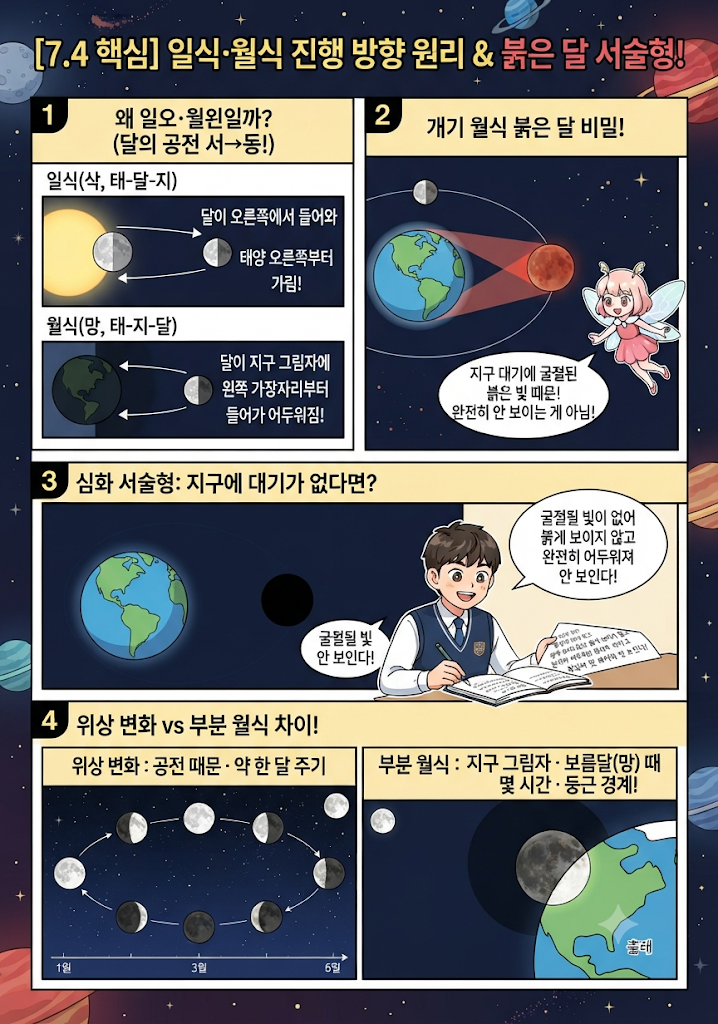 [7.4 핵심] 일식·월식 진행 방향 원리 & 붉은 달 서술형!
1
왜 일오·월왼일까?
(달의 공전 서→동!)
일식(삭, 태-달-지)
달이 오른쪽에서 들어와
태양 오른쪽부터
가림!
월식(망, 태-지-달)
달이 지구 그림자에
왼쪽 가장자리부터
들어가 어두워짐!
2
개기 월식 붉은 달 비밀!
지구 대기에 굴절된
붉은 빛 때문!
완전히 안 보이는 게 아님!
3
심화 서술형: 지구에 대기가 없다면?
굴절될 빛이 없어
붉게 보이지 않고
완전히 어두워져
안 보인다!
굴절될 빛
안 보인다!
4
위상 변화 vs 부분 월식 차이!
위상 변화 : 공전 때문 · 약 한 달 주기
1월
3월
부분 월식 : 지구 그림자 · 보름달(망) 때
몇 시간 · 둥근 경계!